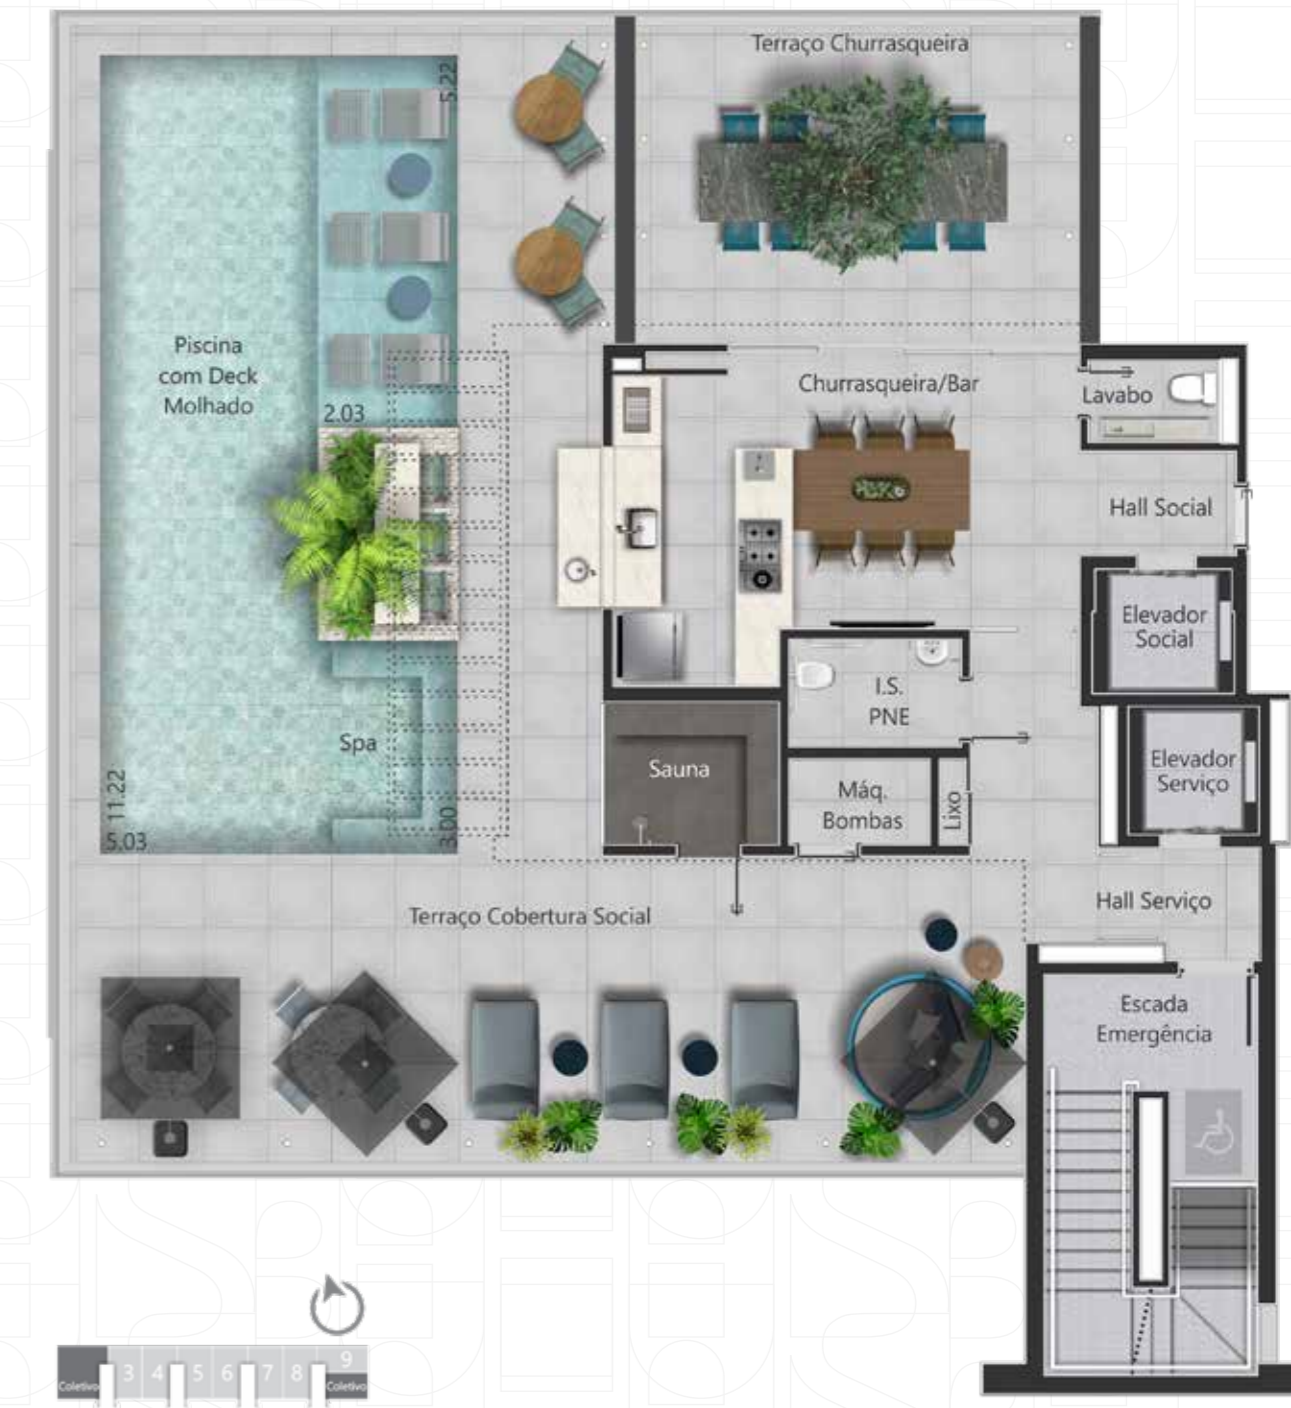 Terraço Churrasqueira
5.22
Piscina
com Deck
Molhado
2.03
Churrasqueira/Bar
Lavabo
Hall Social
Elevador
Social
I.S.
PNE
Spa
Sauna
Elevador
Serviço
Máq.
Bombas
Lixo
11.22
5.03
3.00
Terraço Cobertura Social
Hall Serviço
Escada
Emergência
Coletivo
3
4
5
6
7
8
9
Coletivo